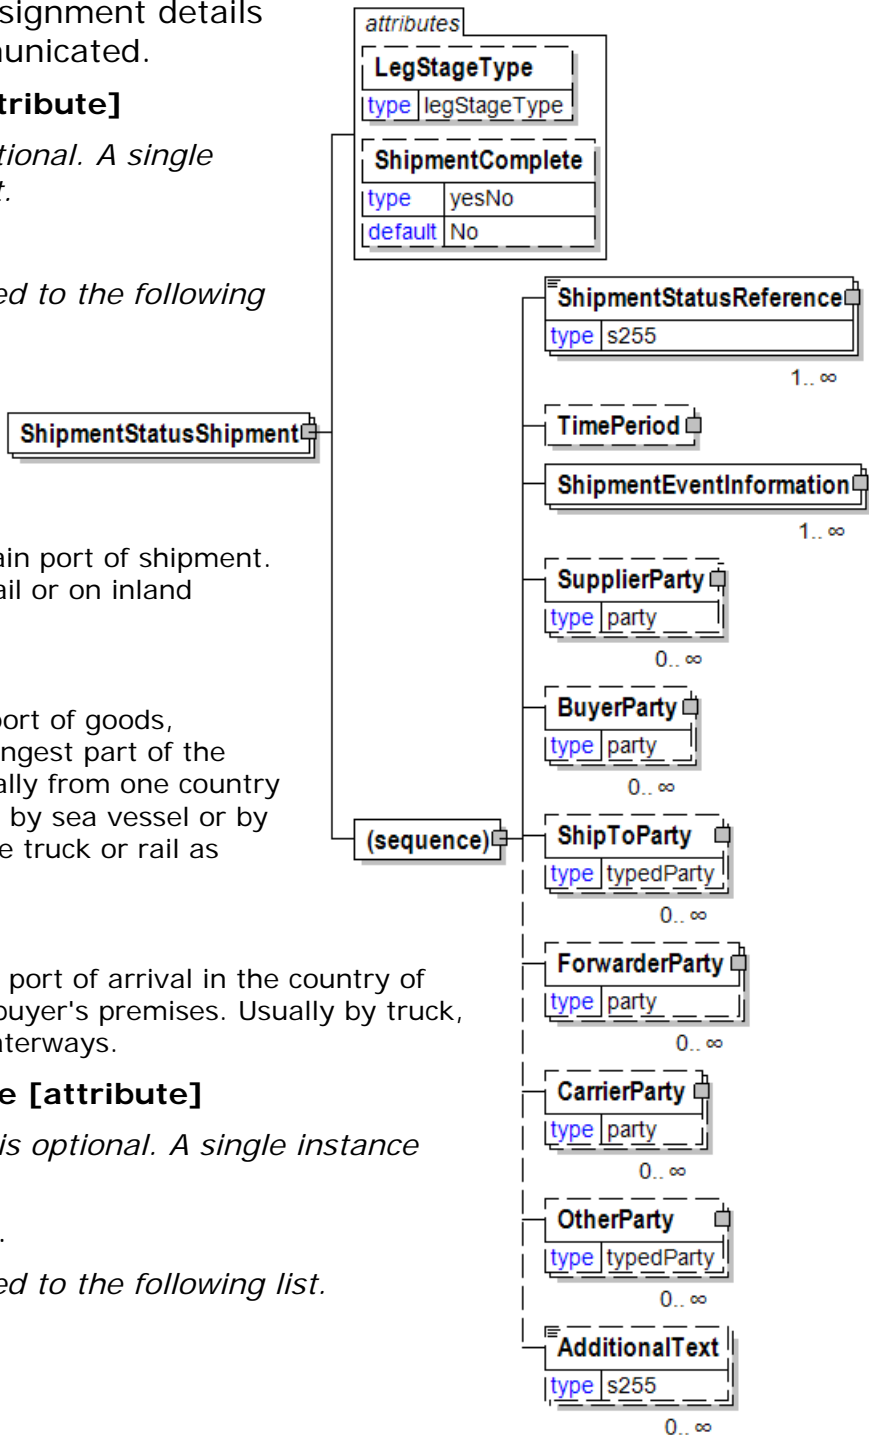 signment details
nunicated.
tribute]
tional. A single
t.
ed to the following
ain port of shipment.
ail or on inland
ort of goods,
ngest part of the
ally from one country
by sea vessel or by
e truck or rail as
port of arrival in the country of
buyer's premises. Usually by truck,
aterways.
e [attribute]
is optional. A single instance
.
ed to the following list.
attributes
LegStageType
type legStageType
ShipmentComplete
type yesNo
default No
ShipmentStatusShipment
(sequence)
ShipmentStatusReference
type s255
1.. ∞
TimePeriod
ShipmentEventInformation
1.. ∞
SupplierParty
type party
0.. ∞
BuyerParty
type party
0.. ∞
ShipToParty
type typedParty
0.. ∞
ForwarderParty
type party
0.. ∞
CarrierParty
type party
0.. ∞
OtherParty
type typedParty
0.. ∞
AdditionalText
type s255
0.. ∞